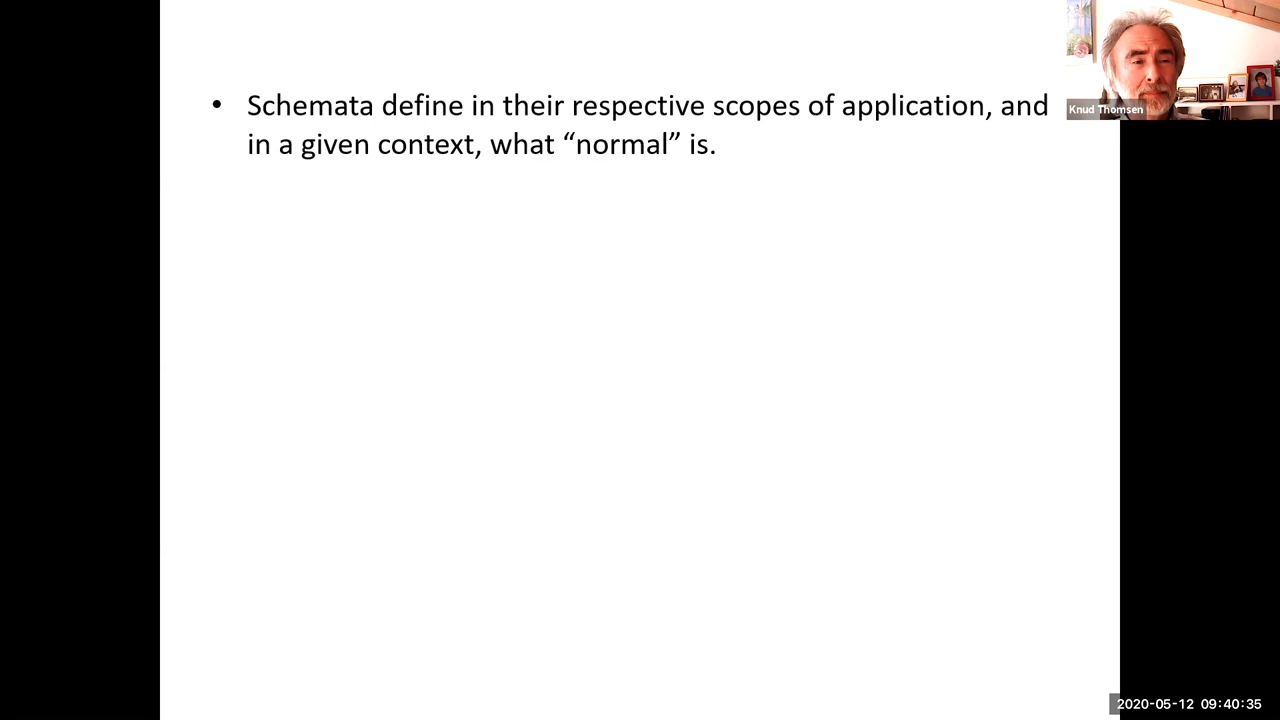 • Schemata define in their respective scopes of application, and
in a given context, what “normal” is.
Knud Thomsen
2020-05-12 09:40:35